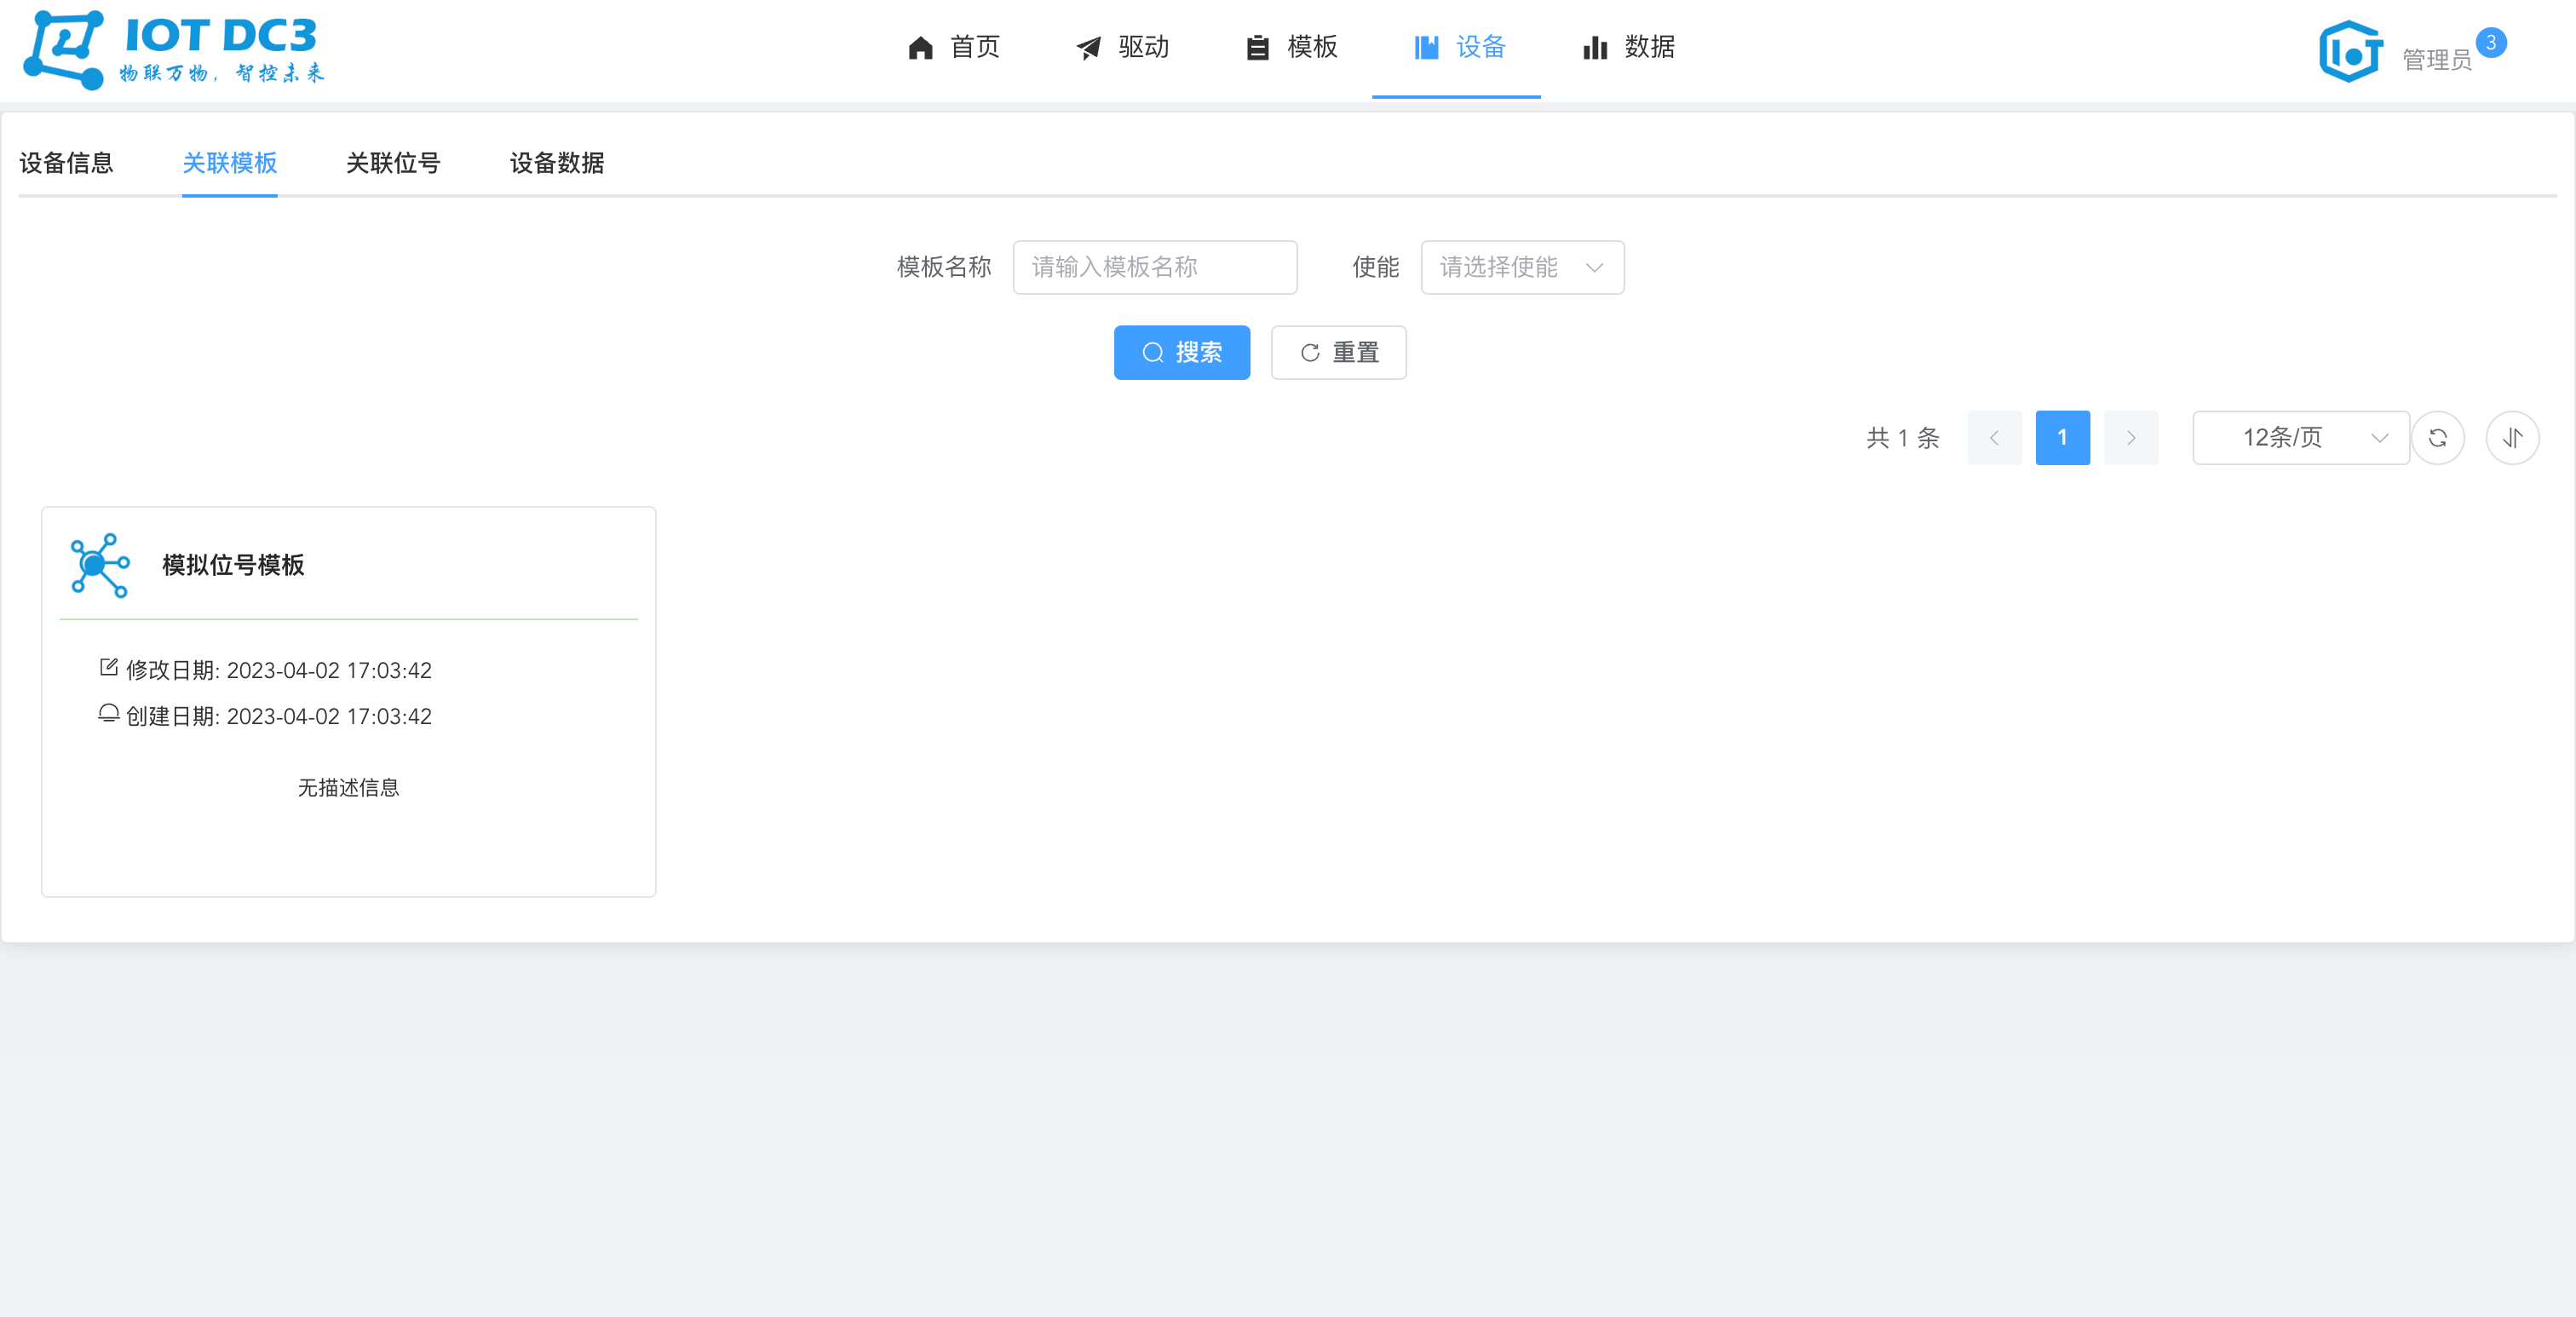 IOT DC3
物联万物，智控未来
首页 驱动 模板 设备 数据
管理员 3
设备信息 关联模板 关联位号 设备数据
模板名称 请输入模板名称 使能 请选择使能
搜索 重置
共 1 条 1 12条/页
模拟位号模板
修改日期: 2023-04-02 17:03:42
创建日期: 2023-04-02 17:03:42
无描述信息